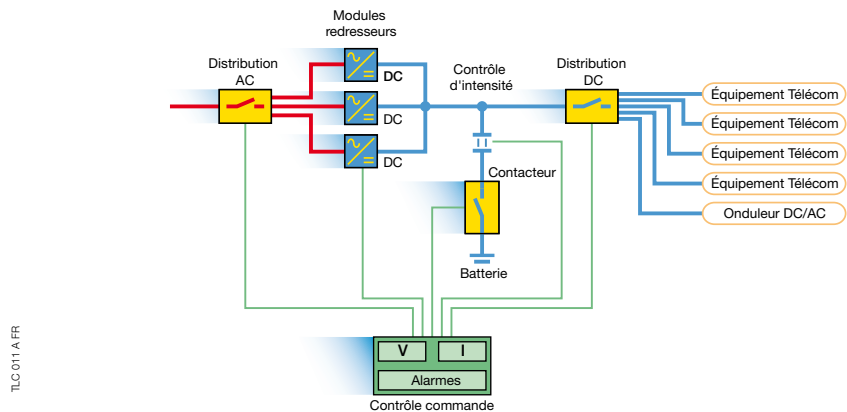 Modules
redresseurs
Distribution
AC
DC
DC
DC
Contrôle
d'intensité
Distribution
DC
Équipement Télécom
Équipement Télécom
Équipement Télécom
Équipement Télécom
Onduleur DC/AC
Contacteur
Batterie
V
I
Alarmes
Contrôle commande
TLC 011 A FR